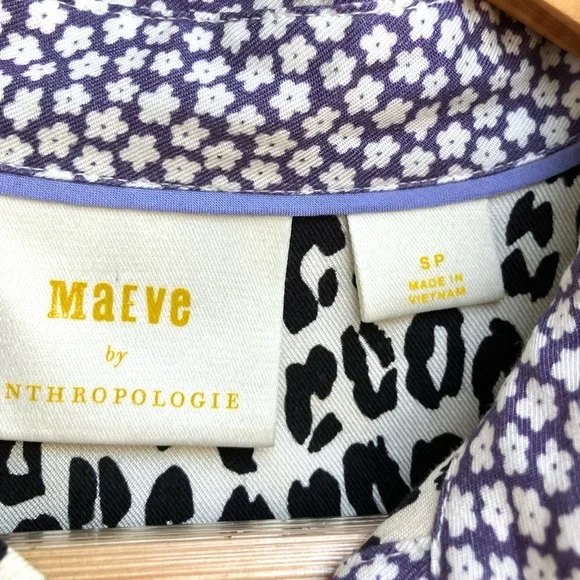 MaEve
by
NTHROPOLOGIE
SP
MADE IN
VIETNAM